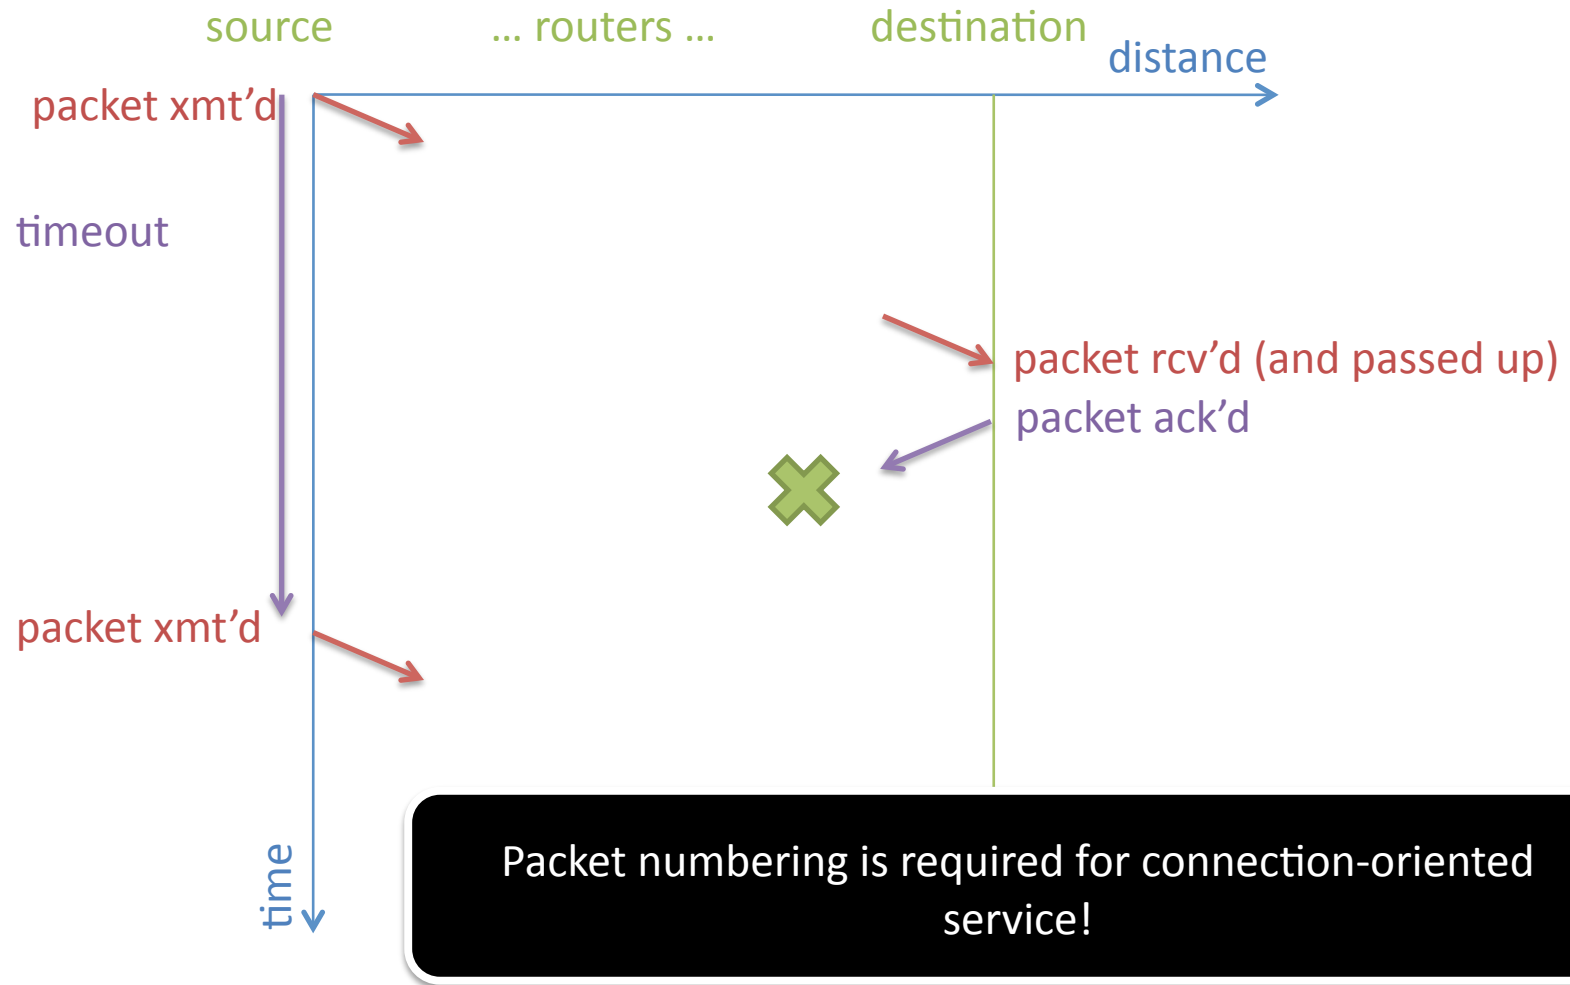 source
... routers ...
destination
distance
packet xmt’d
timeout
packet rcv’d (and passed up)
packet ack’d
packet xmt’d
time
Packet numbering is required for connection-oriented
service!